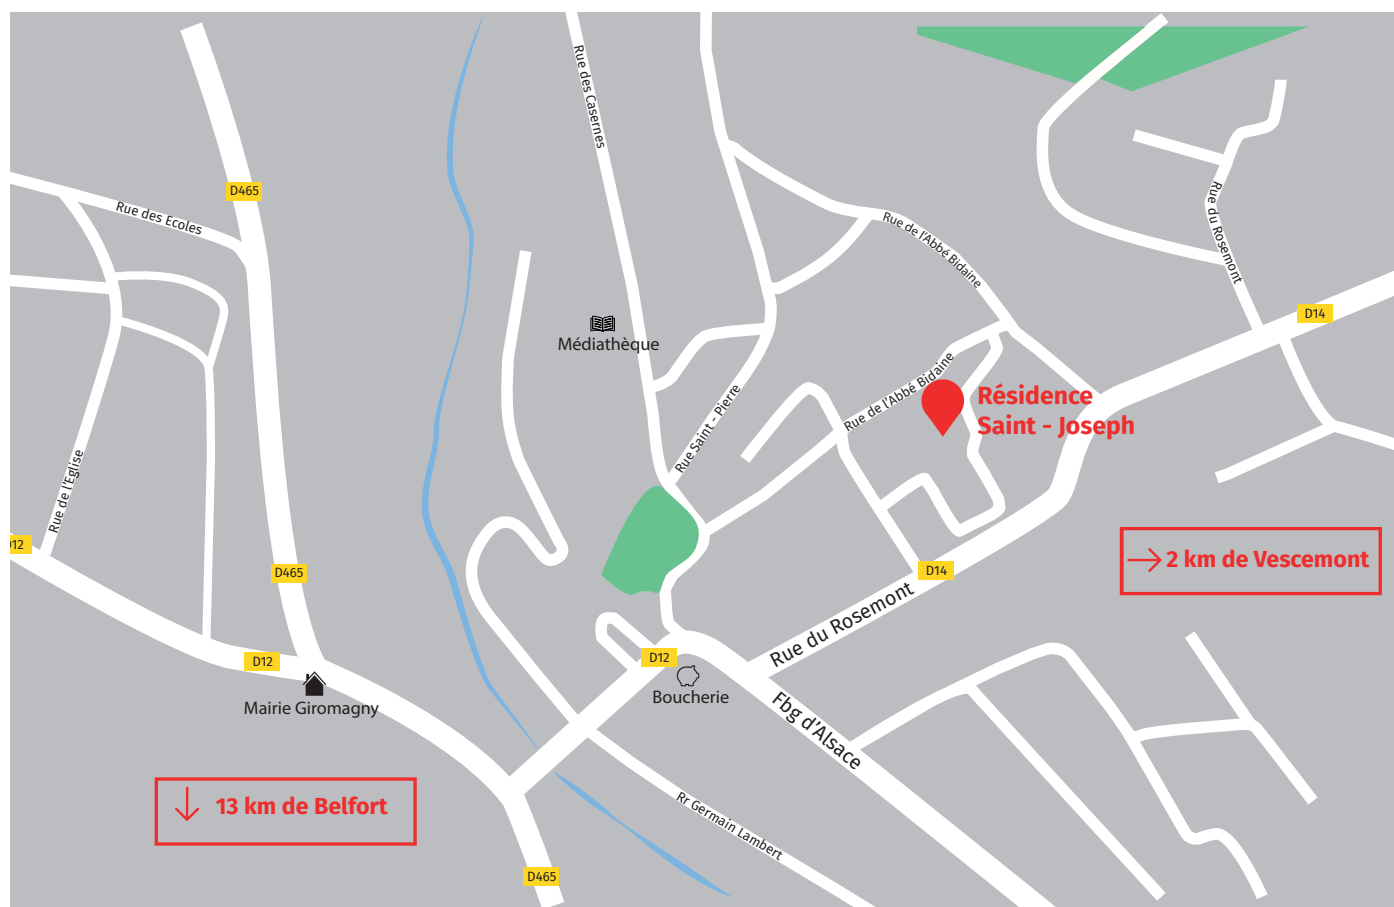 Rue des Casernes
D465
Rue des Ecoles
Rue de l'Abbé Bidaine
Rue du Rosemont
D14
Médiathèque
Rue Saint - Pierre
Rue de l'Abbé Bidaine
Résidence
Saint - Joseph
Rue de l'Eglise
D12
D465
D14
2 km de Vescemont
Rue du Rosemont
D12
D12
Mairie Giromagny
Boucherie
Fbg d'Alsace
13 km de Belfort
Rr Germain Lambert
D465